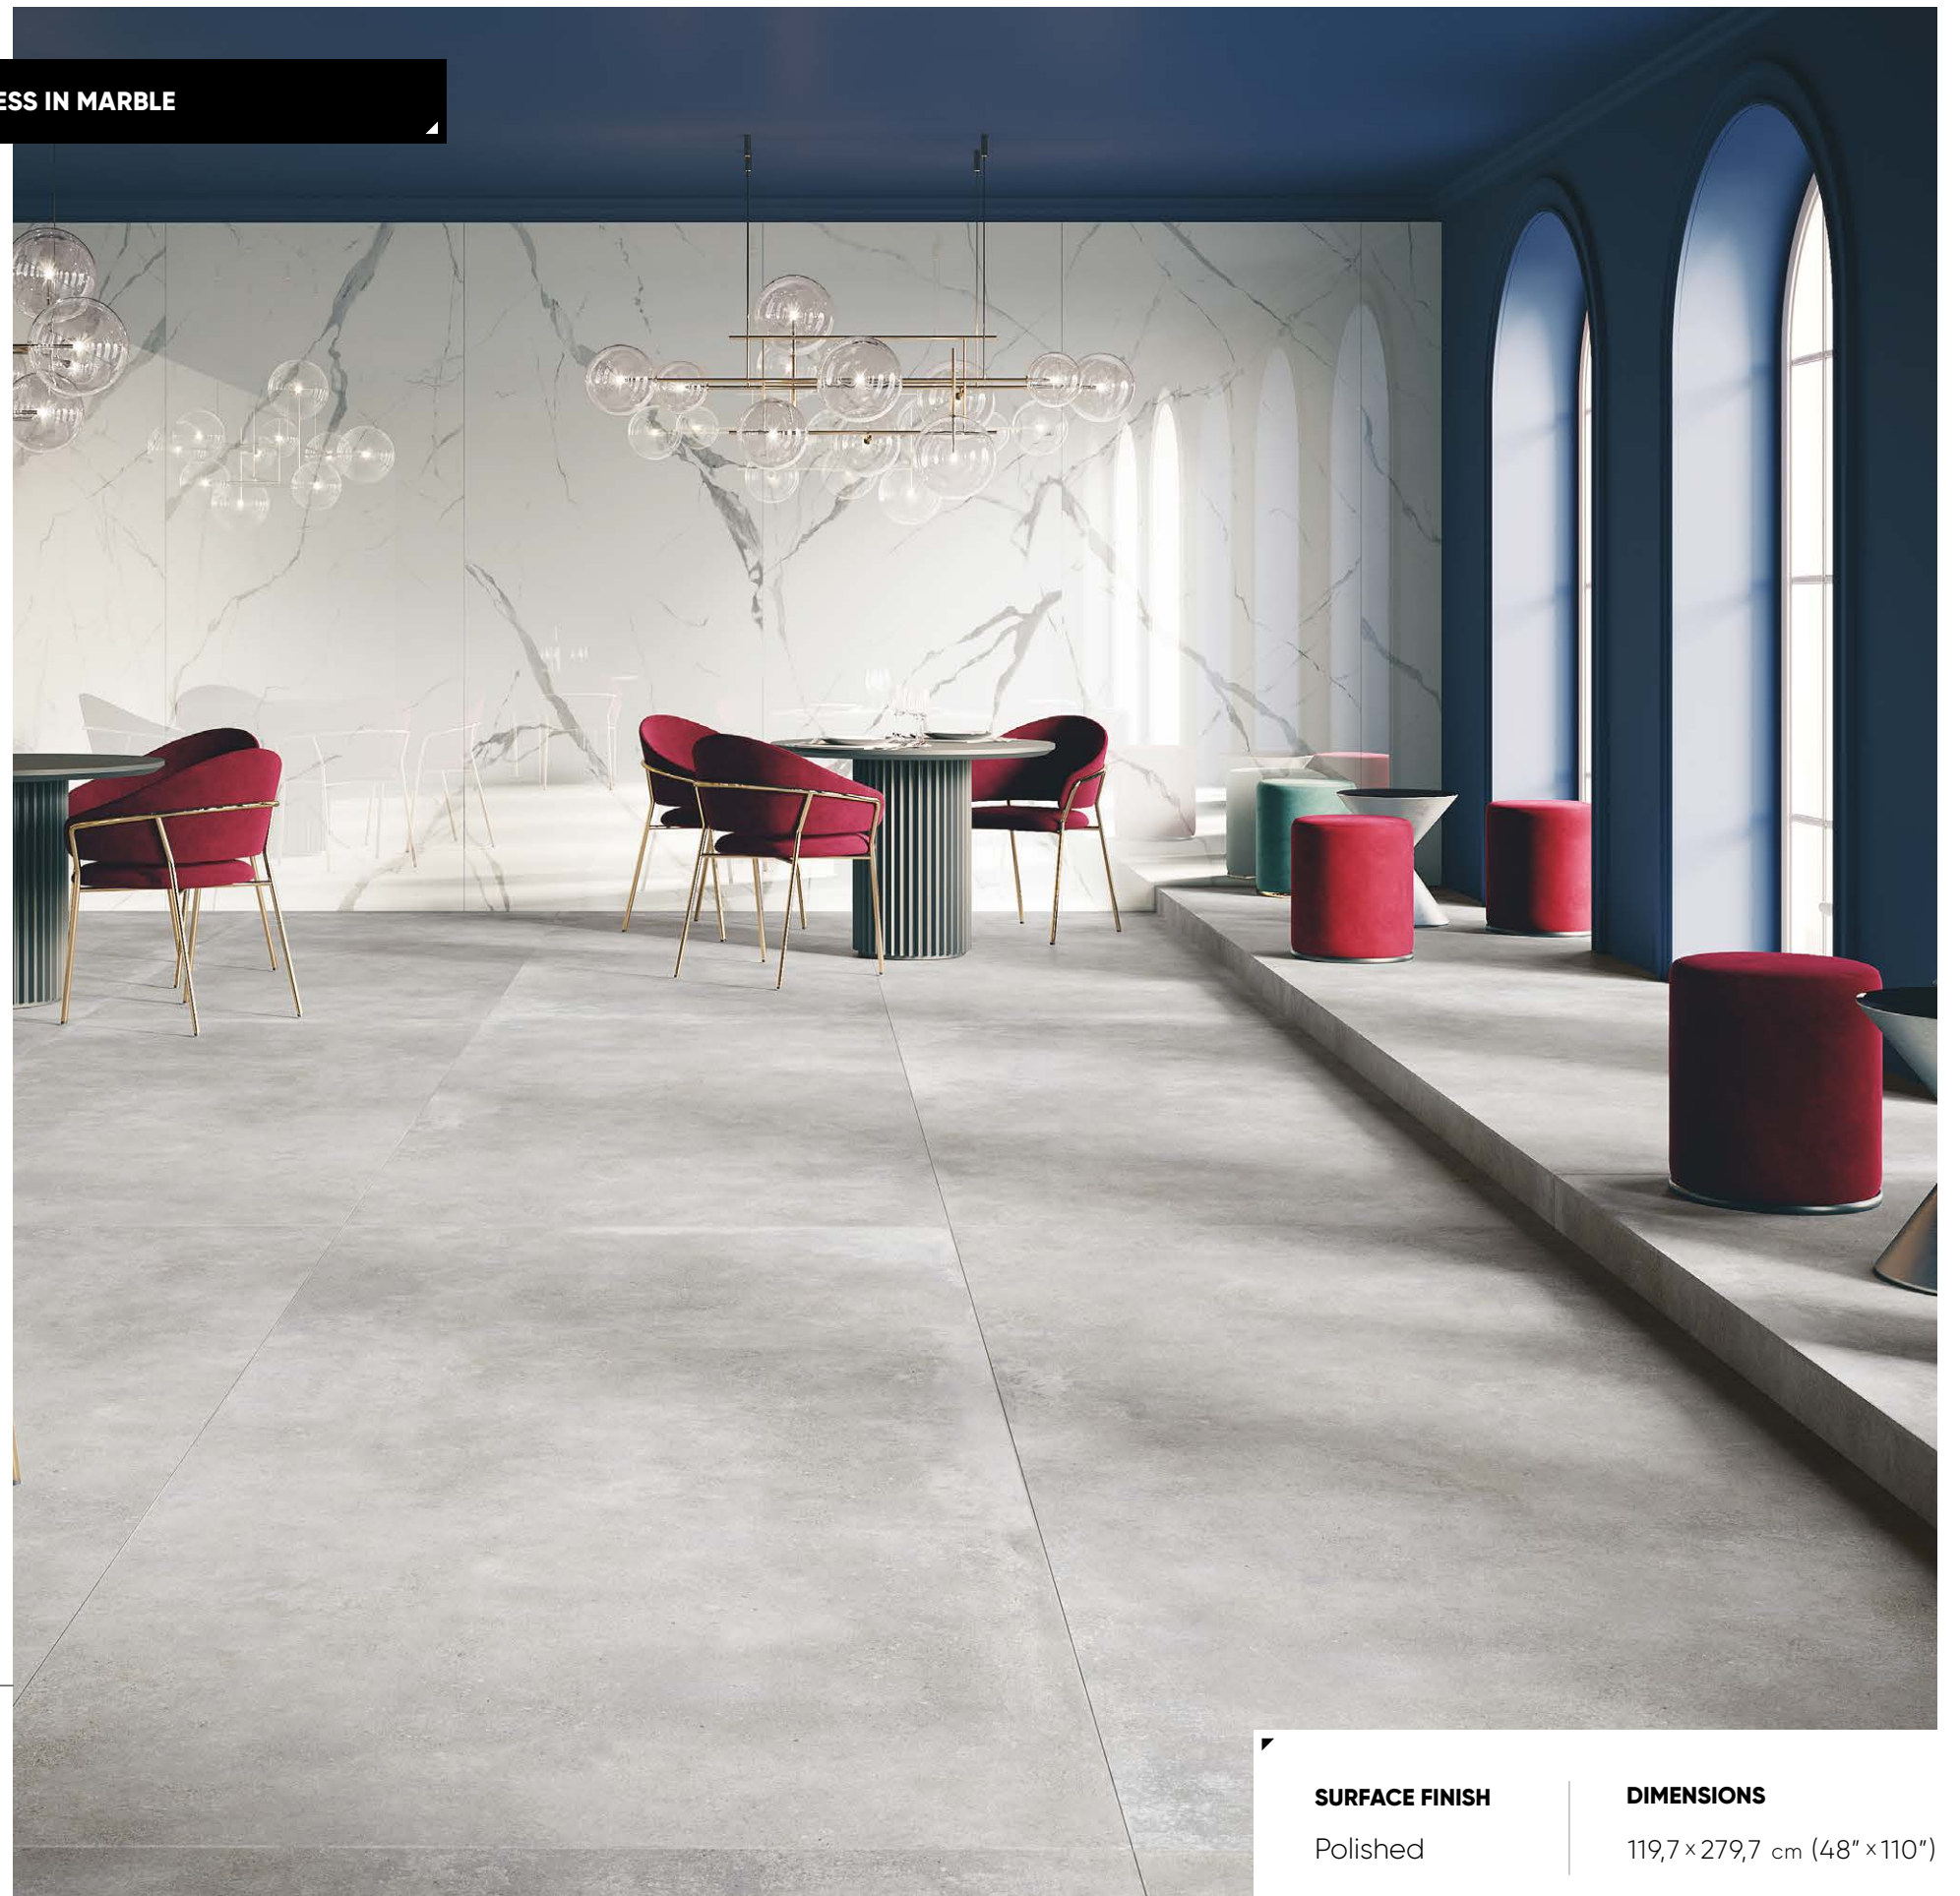 ESS IN MARBLE
SURFACE FINISH
Polished
DIMENSIONS
119,7 x 279,7 cm (48” x 110”)